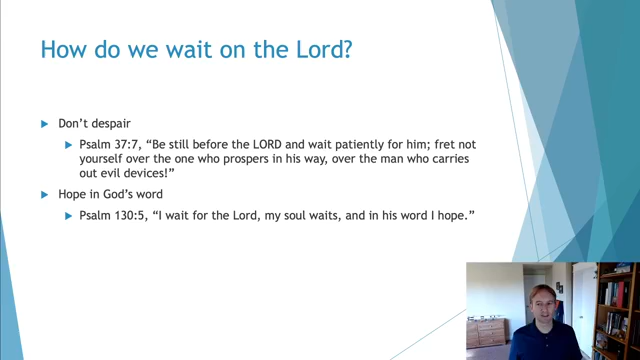 How do we wait on the Lord?
Don't despair
Psalm 37:7, “Be still before the LORD and wait patiently for him; fret not
yourself over the one who prospers in his way, over the man who carries
out evil devices!”
Hope in God's word
Psalm 130:5, “I wait for the Lord, my soul waits, and in his word I hope.”